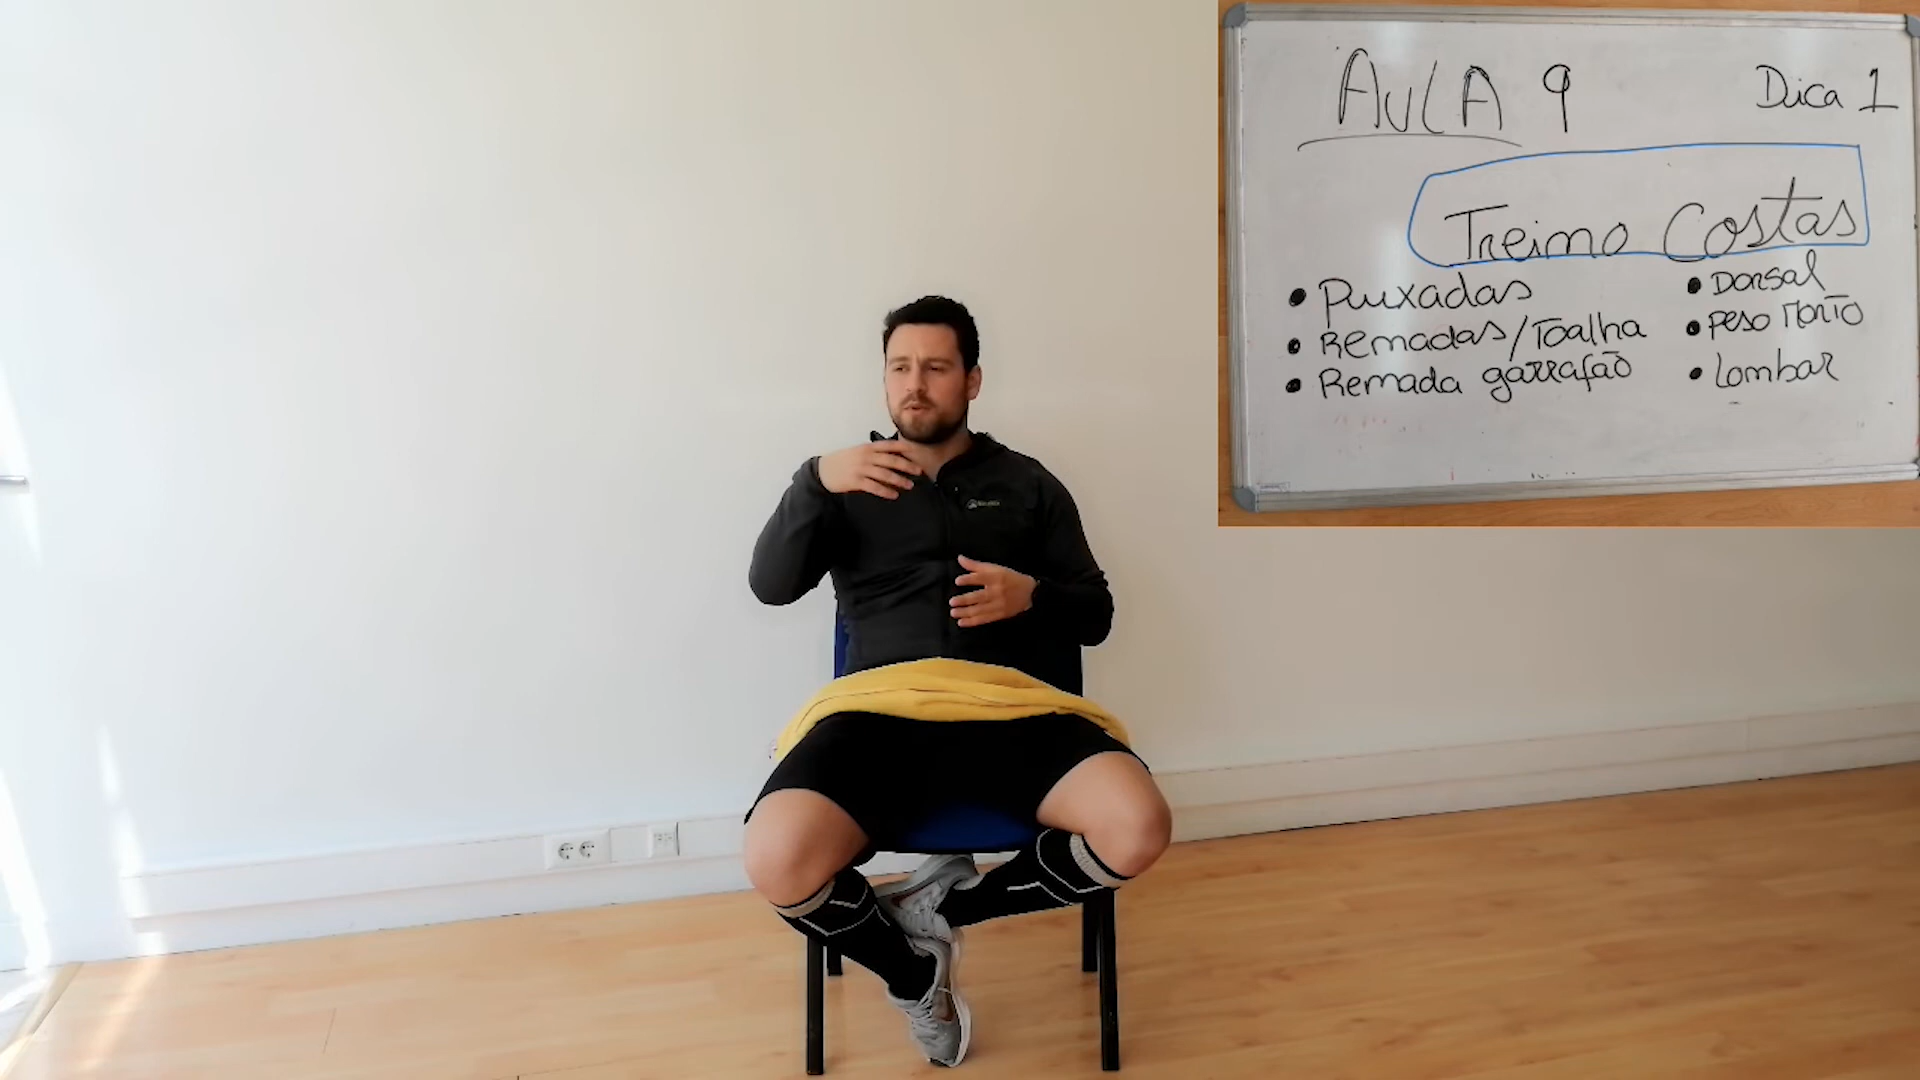 AULA 9
Dica 1
Treino Costas
• Puxadas
• Remadas/Toalha
• Remada garrafão
• Dorsal
• Peso Morto
• Lombar